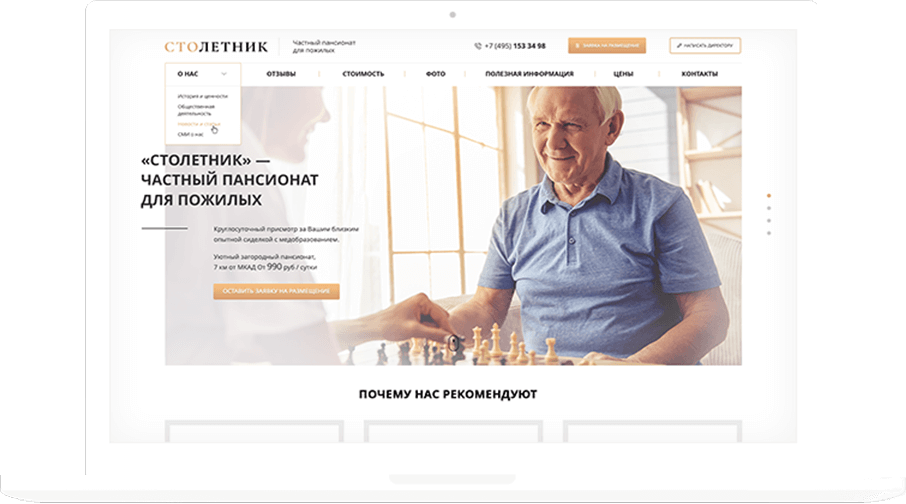 СТОЛЕТНИК
Частный пансионат
для пожилых
+7 (495) 153 34 98
ЗАЯВКА НА РАЗМЕЩЕНИЕ
НАПИСАТЬ ДИРЕКТОРУ
О НАС
ОТЗЫВЫ
СТОИМОСТЬ
ФОТО
ПОЛЕЗНАЯ ИНФОРМАЦИЯ
ЦЕНЫ
КОНТАКТЫ
История и ценности
Общественная
деятельность
Новости и статьи
СМИ о нас
«СТОЛЕТНИК» —
ЧАСТНЫЙ ПАНСИОНАТ
ДЛЯ ПОЖИЛЫХ
Круглосуточный присмотр за Вашим близким
опытной сиделкой с медобразованием.
Уютный загородный пансионат,
7 км от МКАД От 990 руб / сутки
ОСТАВИТЬ ЗАЯВКУ НА РАЗМЕЩЕНИЕ
ПОЧЕМУ НАС РЕКОМЕНДУЮТ